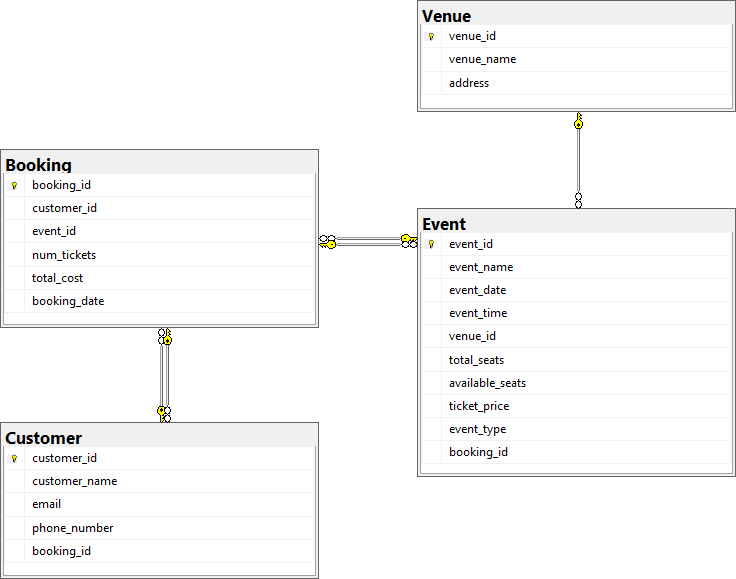 Venue
venue_id
venue_name
address
Booking
booking_id
customer_id
event_id
num_tickets
total_cost
booking_date
Event
event_id
event_name
event_date
event_time
venue_id
total_seats
available_seats
ticket_price
event_type
booking_id
Customer
customer_id
customer_name
email
phone_number
booking_id